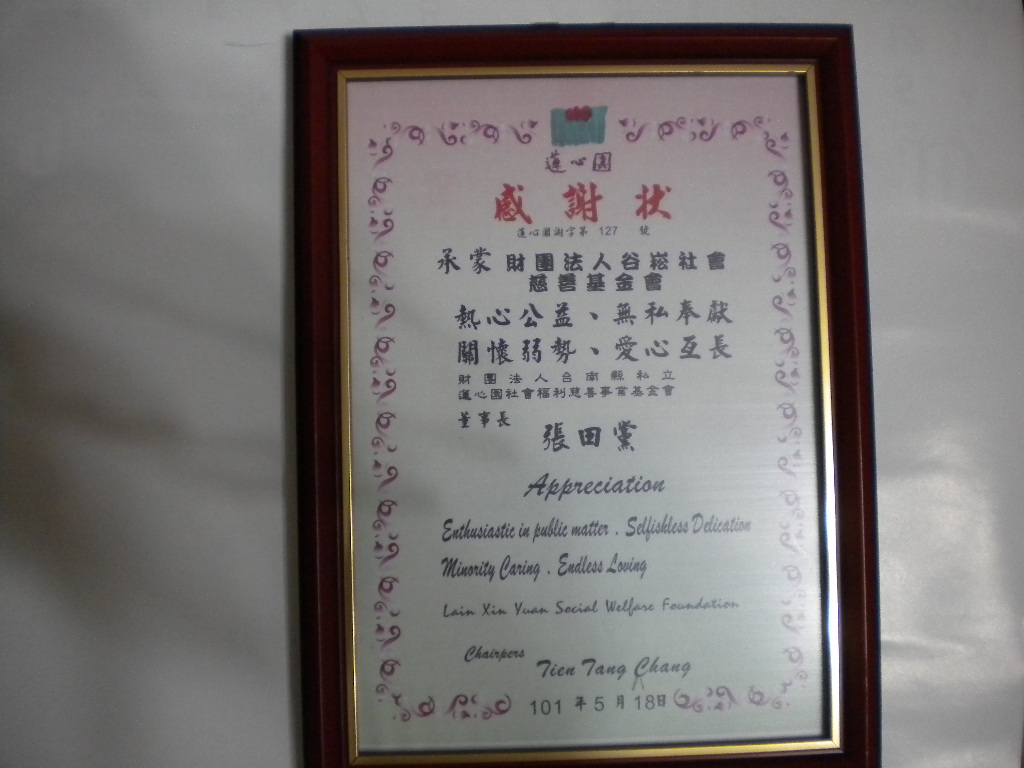 蓮心園
感謝狀
蓮心園謝字第 127 號
承蒙 財團法人谷崧社會
慈善基金會
熱心公益、無私奉獻
關懷弱勢、愛心互長
財團法人台南縣私立
蓮心園社會福利慈善事業基金會
董事長
張田黨
Appreciation
Enthusiastic in public matter . Selfishless Delication
Minority Caring . Endless Loving
Lain Xin Yuan Social Welfare Foundation
Chairpers
Tien Tang Chang
101 年 5 月 18日